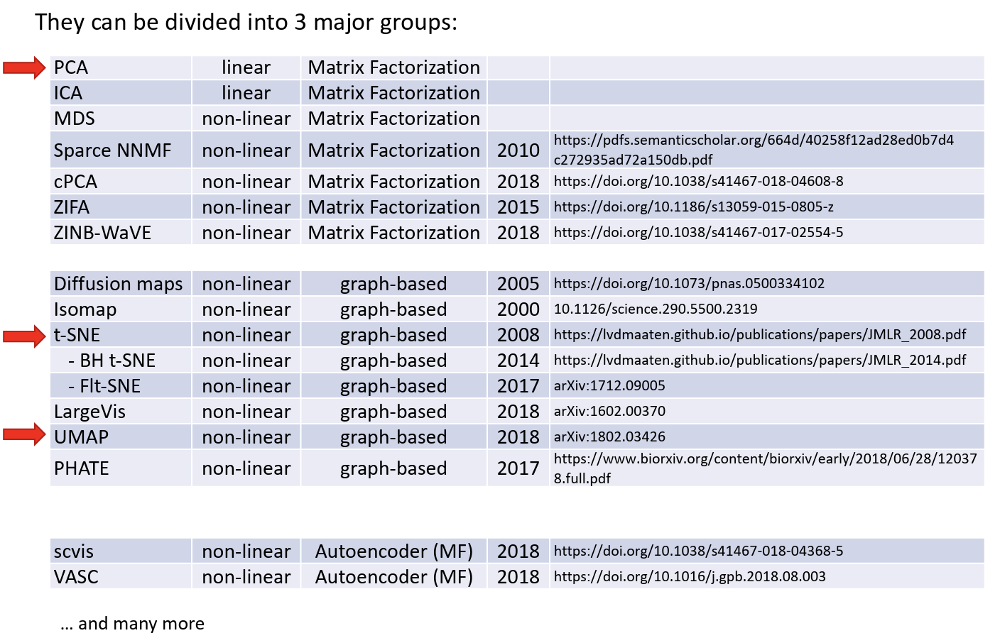 They can be divided into 3 major groups:
PCA linear Matrix Factorization
ICA linear Matrix Factorization
MDS non-linear Matrix Factorization
Sparce NNMF non-linear Matrix Factorization 2010 https://pdfs.semanticscholar.org/664d/40258f12ad28ed0b7d4
c272935ad72a150db.pdf
cPCA non-linear Matrix Factorization 2018 https://doi.org/10.1038/s41467-018-04608-8
ZIFA non-linear Matrix Factorization 2015 https://doi.org/10.1186/s13059-015-0805-z
ZINB-WaVE non-linear Matrix Factorization 2018 https://doi.org/10.1038/s41467-017-02554-5
Diffusion maps non-linear graph-based 2005 https://doi.org/10.1073/pnas.0500334102
Isomap non-linear graph-based 2000 10.1126/science.290.5500.2319
t-SNE non-linear graph-based 2008 https://lvdmaaten.github.io/publications/papers/JMLR_2008.pdf
- BH t-SNE non-linear graph-based 2014 https://lvdmaaten.github.io/publications/papers/JMLR_2014.pdf
- Flt-SNE non-linear graph-based 2017 arXiv:1712.09005
LargeVis non-linear graph-based 2018 arXiv:1602.00370
UMAP non-linear graph-based 2018 arXiv:1802.03426
PHATE non-linear graph-based 2017 https://www.biorxiv.org/content/biorxiv/early/2018/06/28/12037
8.full.pdf
scvis non-linear Autoencoder (MF) 2018 https://doi.org/10.1038/s41467-018-04368-5
VASC non-linear Autoencoder (MF) 2018 https://doi.org/10.1016/j.gpb.2018.08.003
... and many more